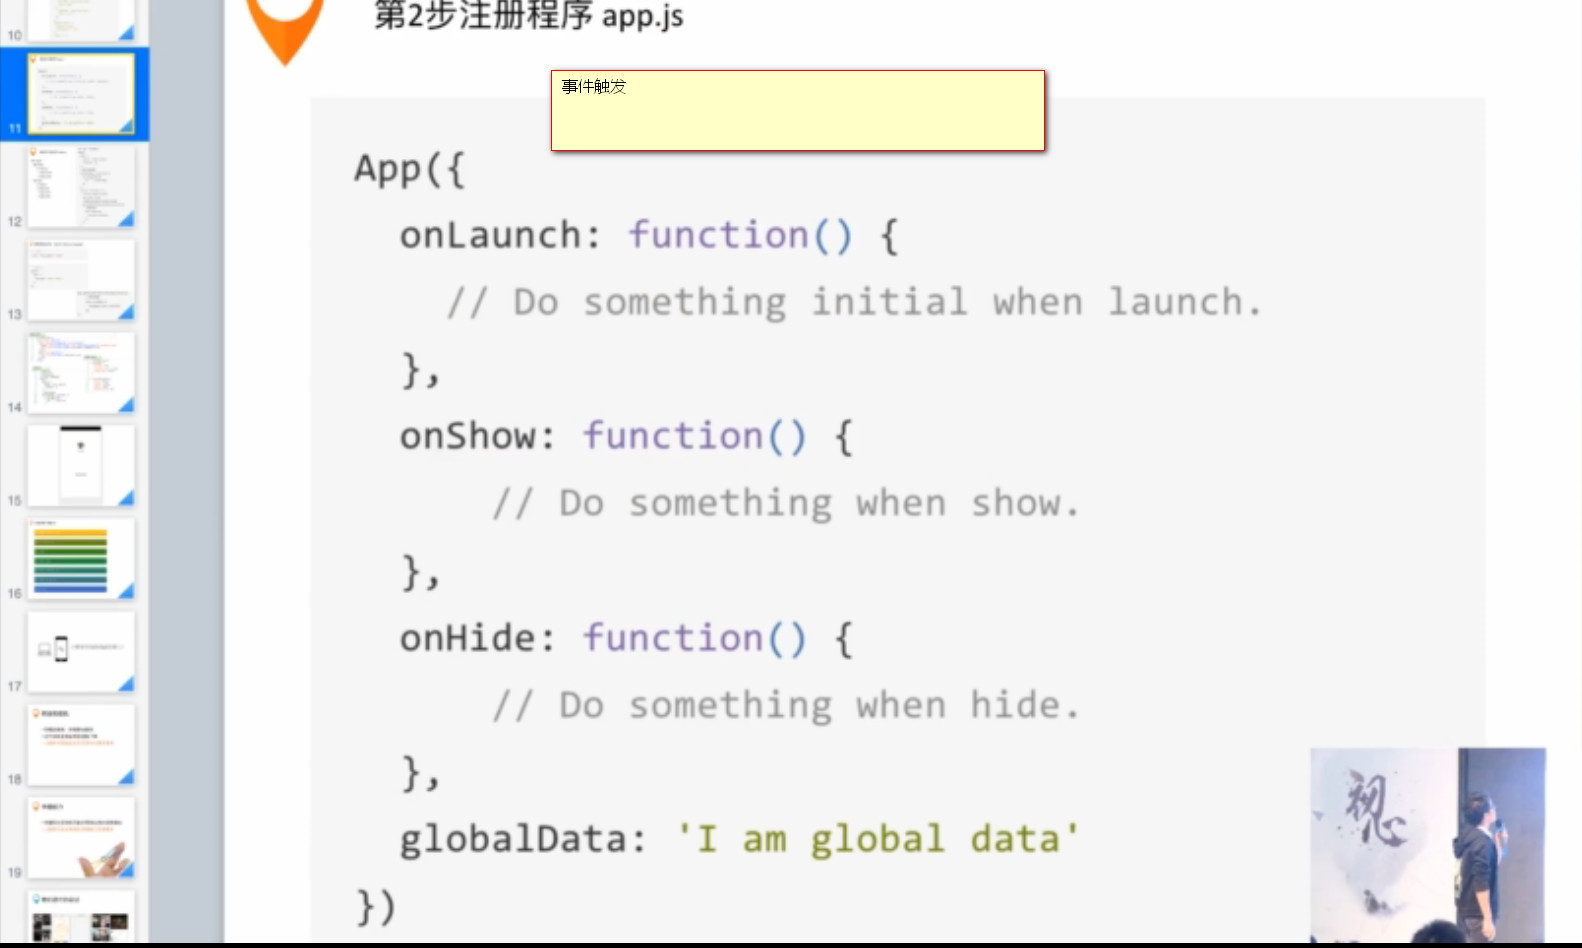 第2步注册程序 app.js
事件触发
App({
onLaunch: function() {
// Do something initial when launch.
},
onShow: function() {
// Do something when show.
},
onHide: function() {
// Do something when hide.
},
globalData: 'I am global data'
})
初心
10
11
12
13
14
15
16
17
18
19